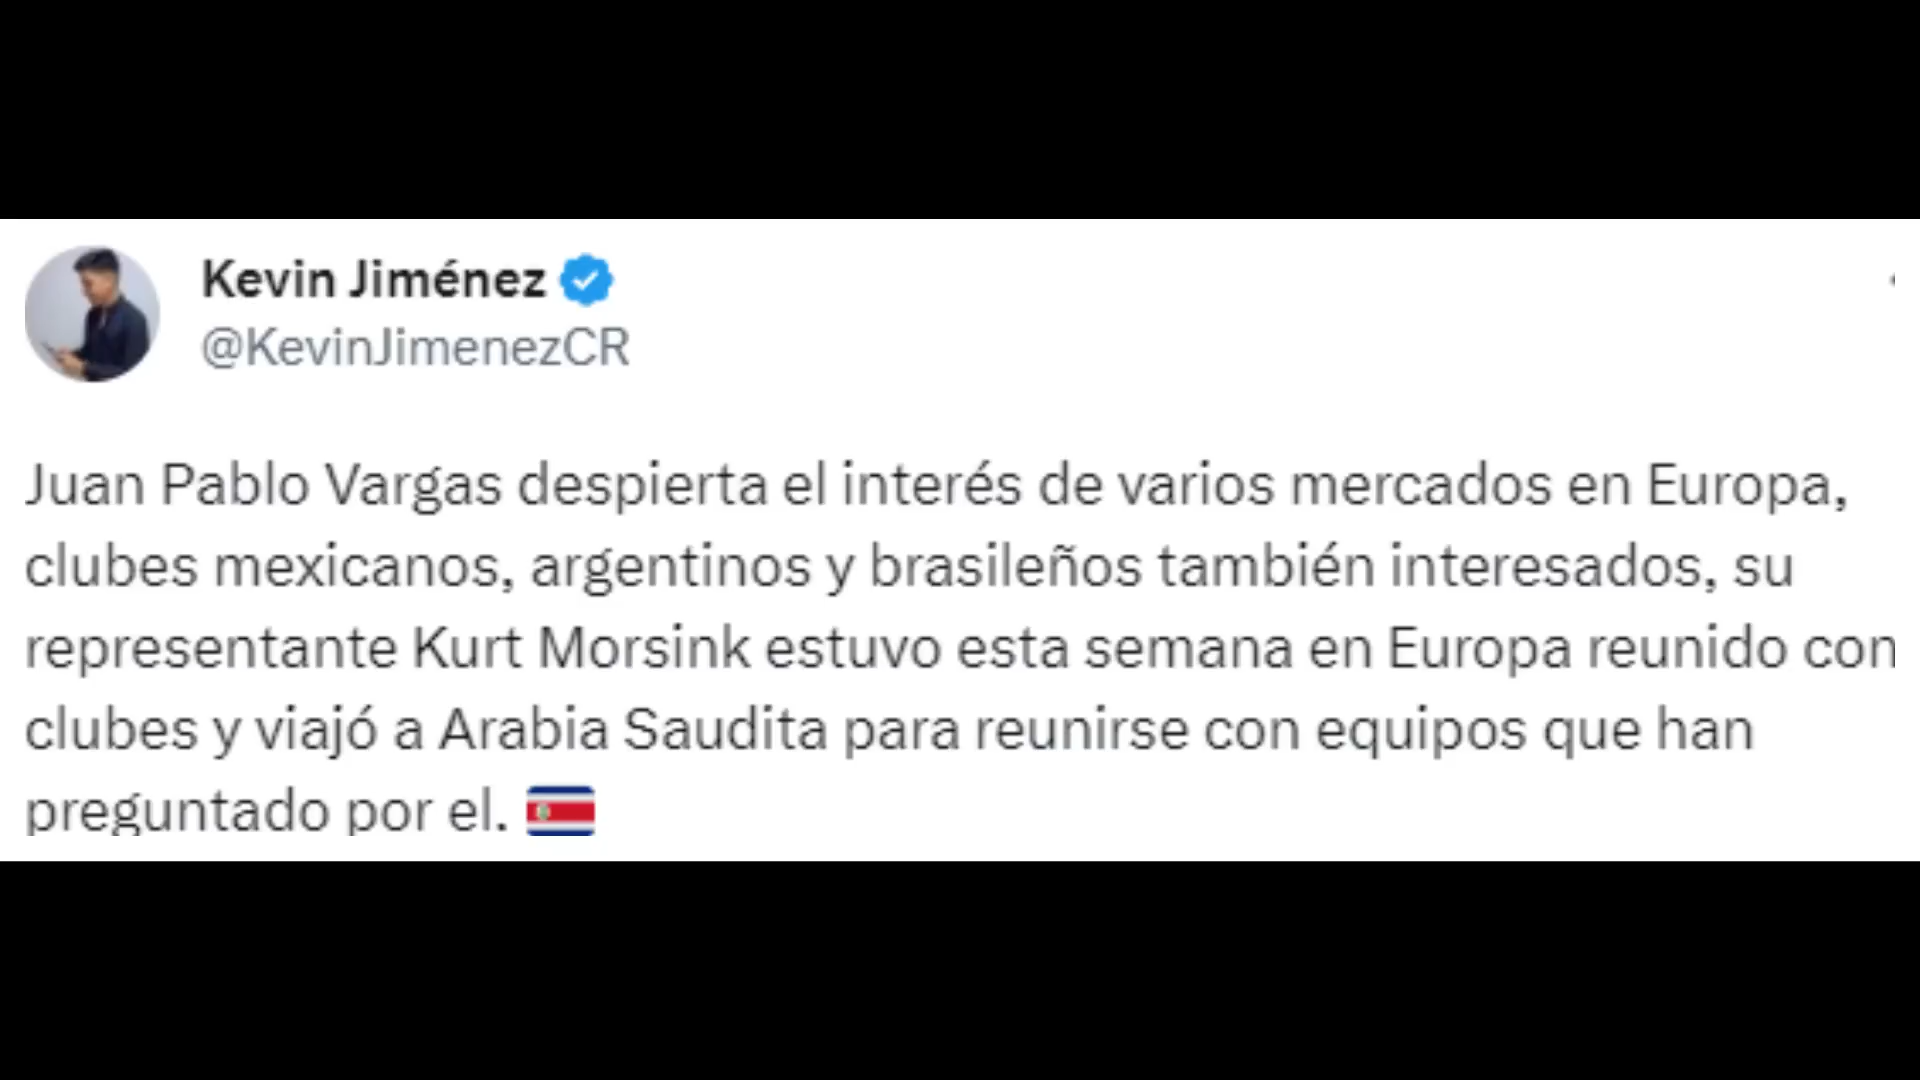 Kevin Jiménez
@KevinJimenezCR
Juan Pablo Vargas despierta el interés de varios mercados en Europa,
clubes mexicanos, argentinos y brasileños también interesados, su
representante Kurt Morsink estuvo esta semana en Europa reunido con
clubes y viajó a Arabia Saudita para reunirse con equipos que han
preguntado por el. 🇨🇷